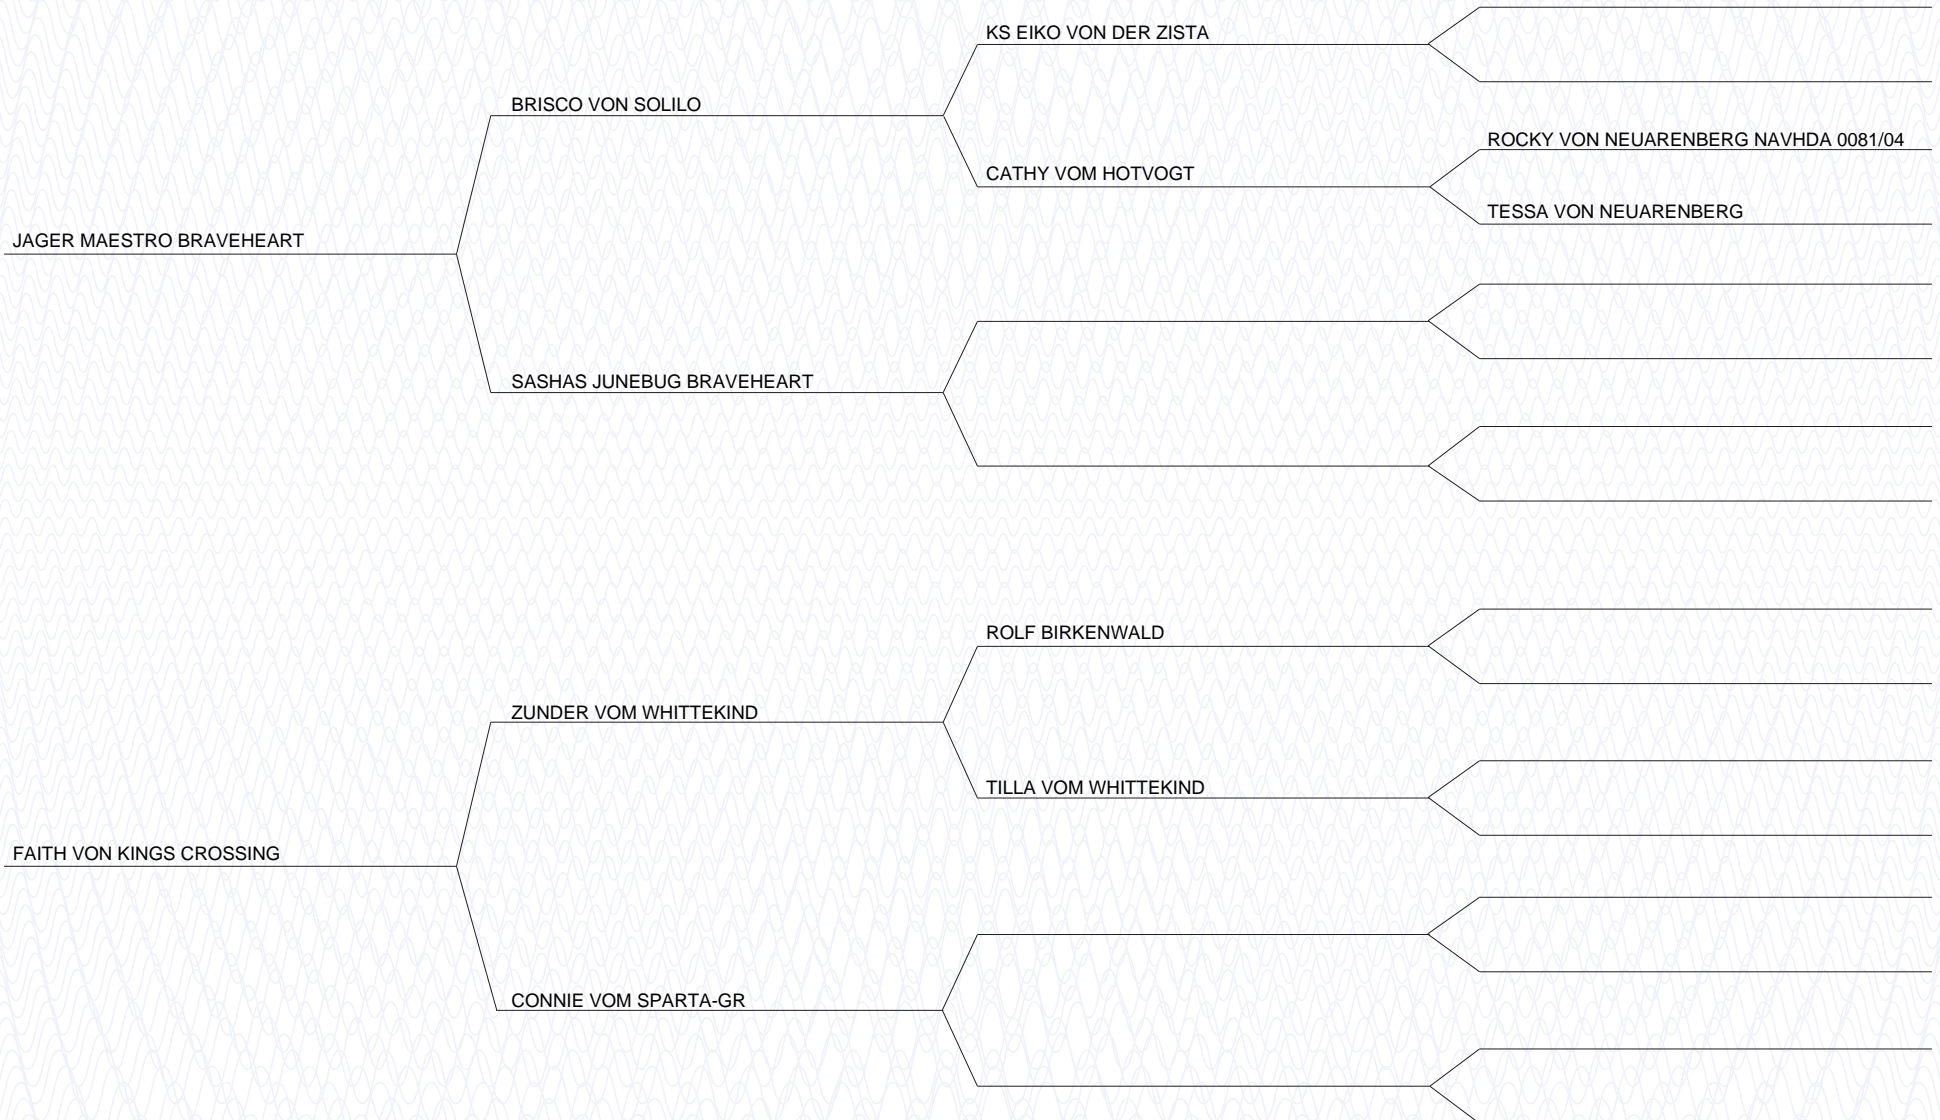 KS EIKO VON DER ZISTA
BRISCO VON SOLILO
ROCKY VON NEUARENBERG NAVHDA 0081/04
CATHY VOM HOTVOGT
TESSA VON NEUARENBERG
JAGER MAESTRO BRAVEHEART
SASHAS JUNEBUG BRAVEHEART
ROLF BIRKENWALD
ZUNDER VOM WHITTEKIND
TILLA VOM WHITTEKIND
FAITH VON KINGS CROSSING
CONNIE VOM SPARTA-GR